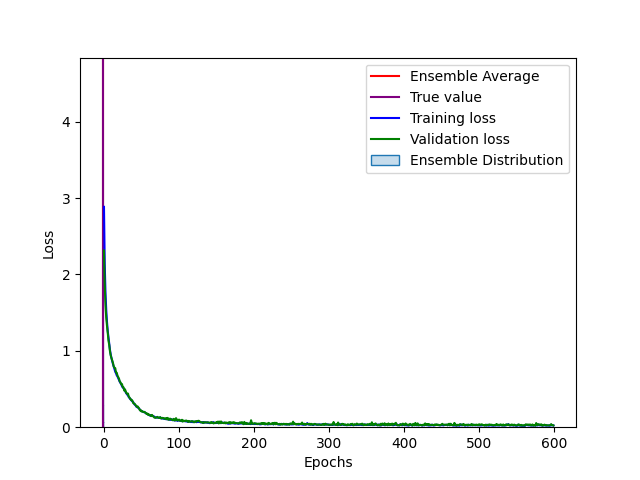 Ensemble Average
True value
Training loss
Validation loss
Ensemble Distribution
Loss
4
3
2
1
0
0 100 200 300 400 500 600
Epochs